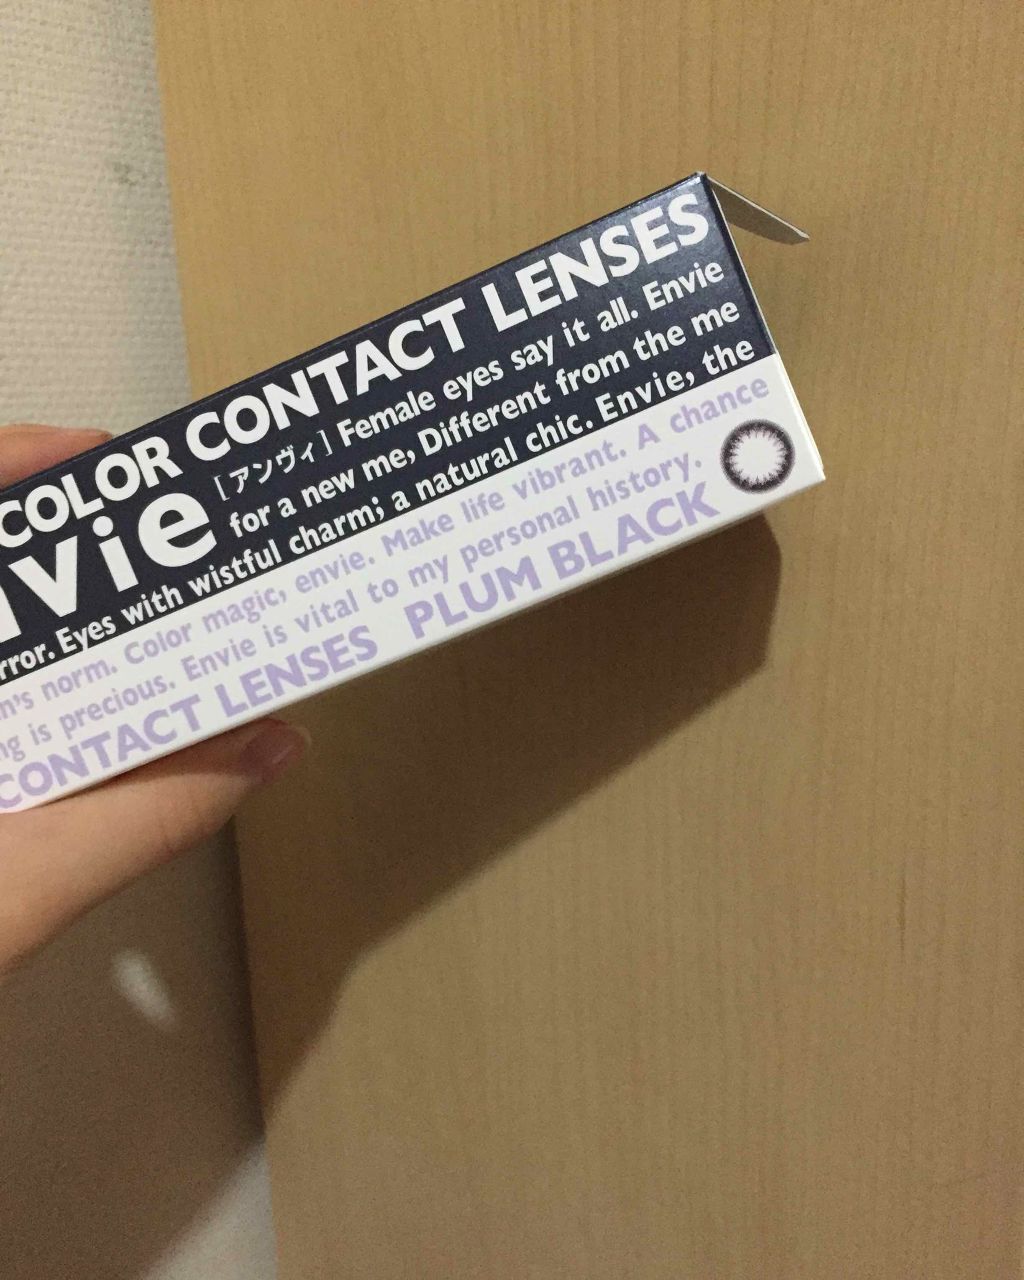 COLOR CONTACT LENSES
nvie
[アンヴィ] Female eyes say it all. Envie
for a new me, Different from the me
rror. Eyes with wistful charm; a natural chic. Envie, the
n's norm. Color magic, envie. Make life vibrant. A chance
ng is precious. Envie is vital to my personal history.
CONTACT LENSES PLUM BLACK